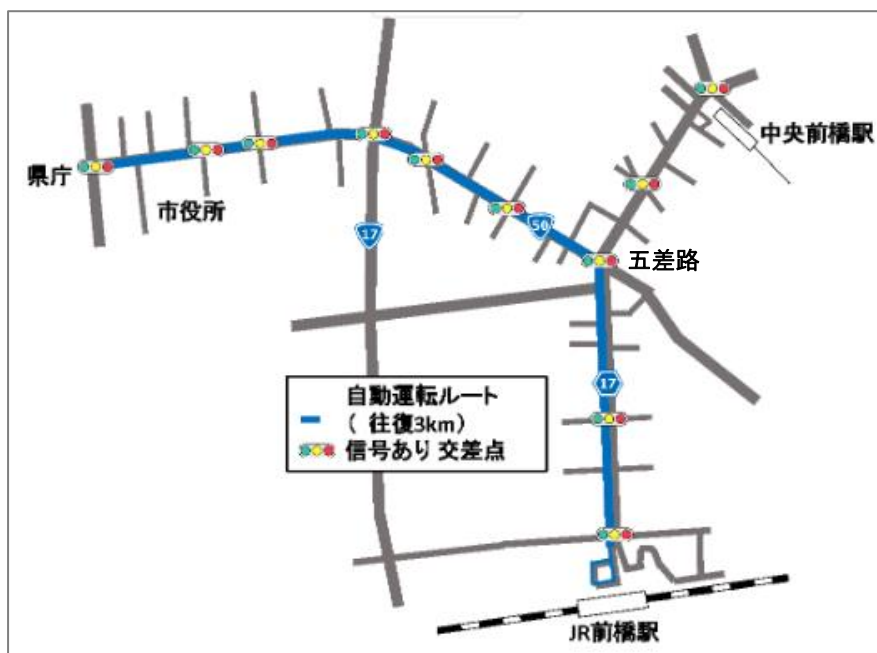 中央前橋駅
県庁
市役所
17
50
五差路
17
自動運転ルート
( 往復3km)
信号あり 交差点
JR前橋駅